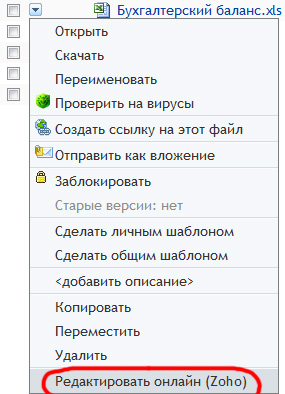 Бухгалтерский баланс.xls
Открыть
Скачать
Переименовать
Проверить на вирусы
Создать ссылку на этот файл
Отправить как вложение
Заблокировать
Старые версии: нет
Сделать личным шаблоном
Сделать общим шаблоном
<добавить описание>
Копировать
Переместить
Удалить
Редактировать онлайн (Zoho)